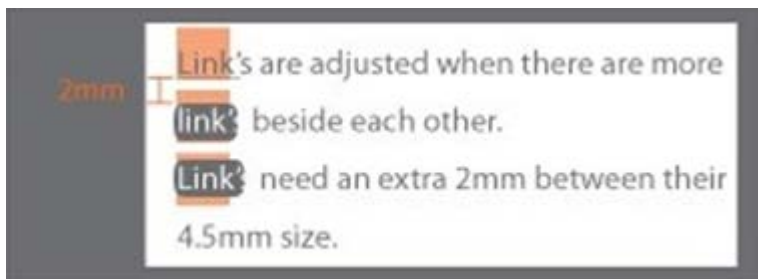 Link's are adjusted when there are more
2mm
link's beside each other.
Link's need an extra 2mm between their
4.5mm size.